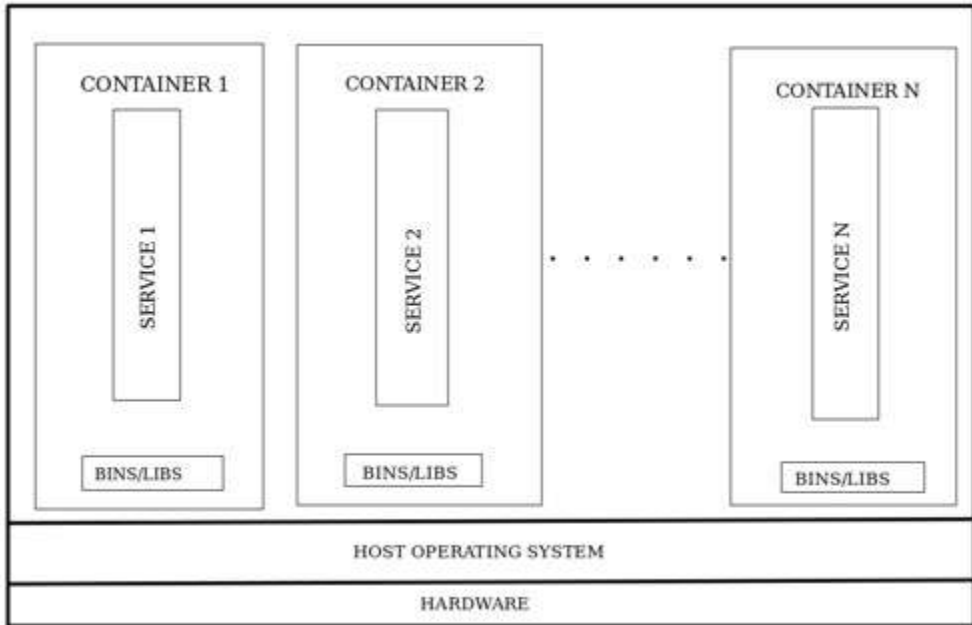 CONTAINER 1
CONTAINER 2
CONTAINER N
SERVICE 1
SERVICE 2
SERVICE N
BINS/LIBS
BINS/LIBS
BINS/LIBS
HOST OPERATING SYSTEM
HARDWARE